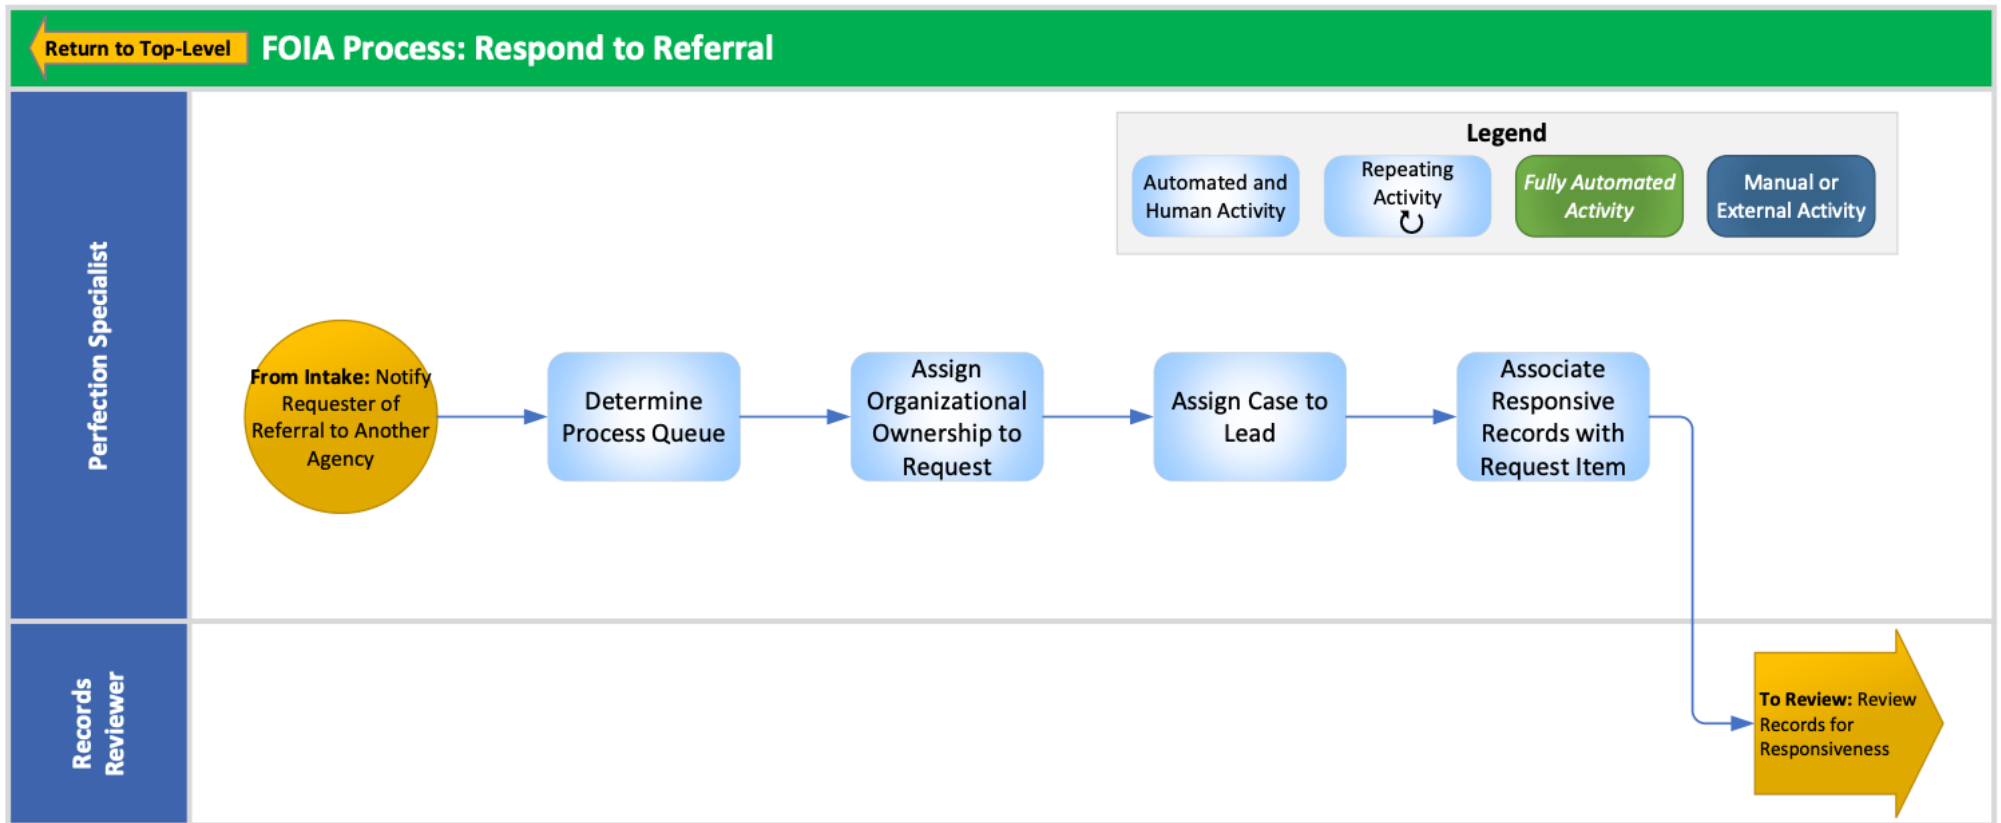 Return to Top-Level
FOIA Process: Respond to Referral
Legend
Automated and
Human Activity
Repeating
Activity
Fully Automated
Activity
Manual or
External Activity
Perfection Specialist
From Intake: Notify
Requester of
Referral to Another
Agency
Determine
Process Queue
Assign
Organizational
Ownership to
Request
Assign Case to
Lead
Associate
Responsive
Records with
Request Item
Records
Reviewer
To Review: Review
Records for
Responsiveness